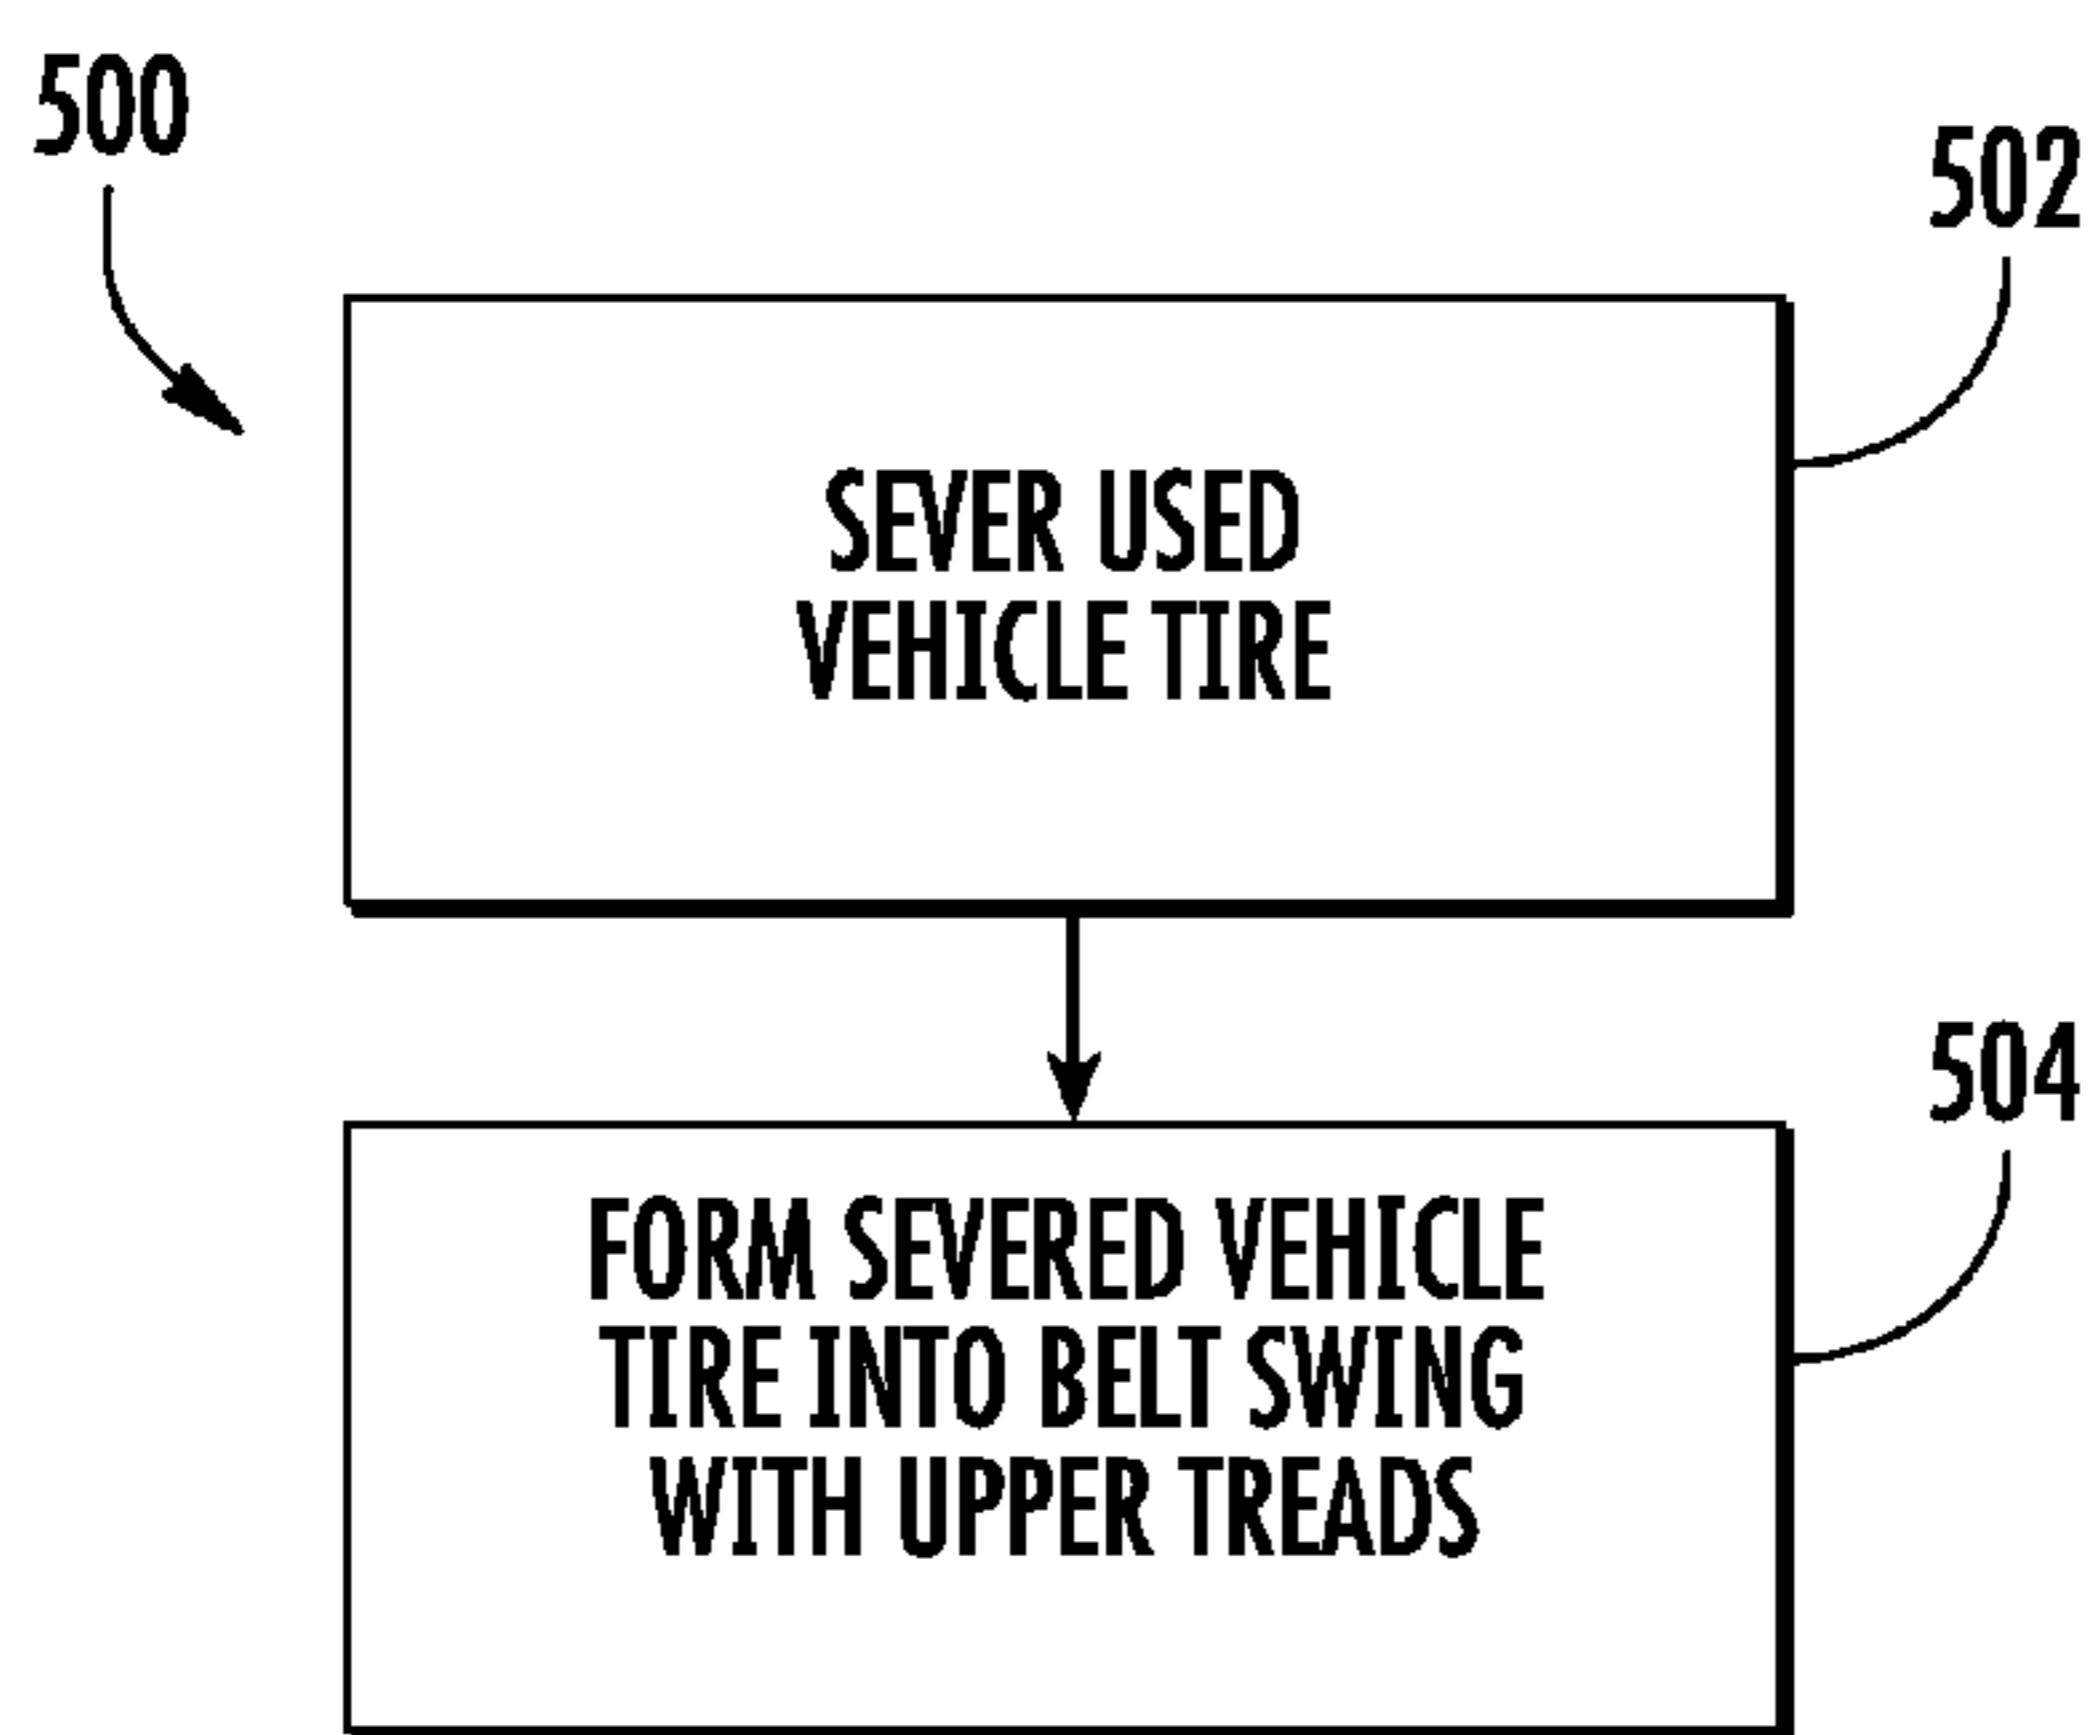 500
502
SEVER USED
VEHICLE TIRE
504
FORM SEVERED VEHICLE
TIRE INTO BELT SWING
WITH UPPER TREADS